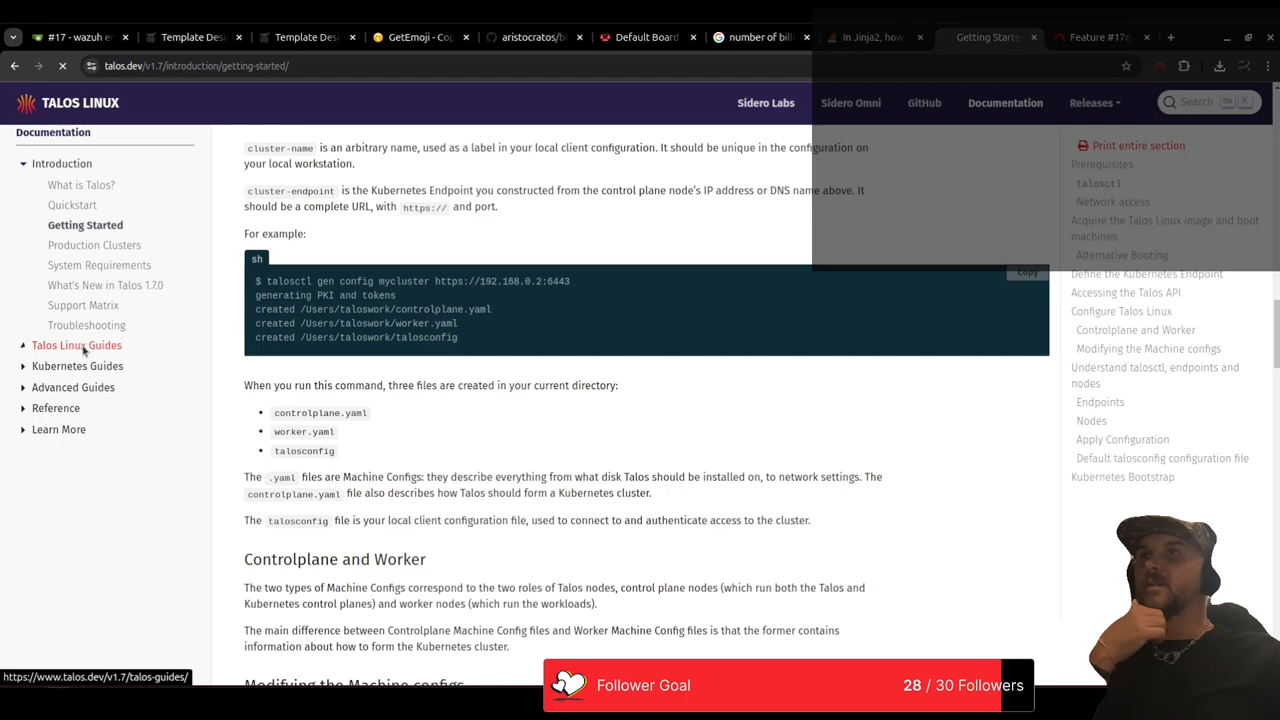 #17 - wazuh er
Template Desi
Template Desi
GetEmoji - Cop
aristocratos/bt
Default Board
number of bill
In Jinja2, how
Getting Starte
Feature #176
talos.dev/v1.7/introduction/getting-started/
TALOS LINUX
Sidero Labs
Sidero Omni
GitHub
Documentation
Releases
Search
Ctrl K
Documentation
Introduction
What is Talos?
Quickstart
Getting Started
Production Clusters
System Requirements
What's New in Talos 1.7.0
Support Matrix
Troubleshooting
Talos Linux Guides
Kubernetes Guides
Advanced Guides
Reference
Learn More
cluster-name is an arbitrary name, used as a label in your local client configuration. It should be unique in the configuration on
your local workstation.
cluster-endpoint is the Kubernetes Endpoint you constructed from the control plane node's IP address or DNS name above. It
should be a complete URL, with https:// and port.
For example:
sh
Copy
$ talosctl gen config mycluster https://192.168.0.2:6443
generating PKI and tokens
created /Users/taloswork/controlplane.yaml
created /Users/taloswork/worker.yaml
created /Users/taloswork/talosconfig
When you run this command, three files are created in your current directory:
• controlplane.yaml
• worker.yaml
• talosconfig
The .yaml files are Machine Configs: they describe everything from what disk Talos should be installed on, to network settings. The
controlplane.yaml file also describes how Talos should form a Kubernetes cluster.
The talosconfig file is your local client configuration file, used to connect to and authenticate access to the cluster.
Controlplane and Worker
The two types of Machine Configs correspond to the two roles of Talos nodes, control plane nodes (which run both the Talos and
Kubernetes control planes) and worker nodes (which run the workloads).
The main difference between Controlplane Machine Config files and Worker Machine Config files is that the former contains
information about how to form the Kubernetes cluster.
Modifying the Machine configs
Print entire section
Prerequisites
talosctl
Network access
Acquire the Talos Linux image and boot
machines
Alternative Booting
Define the Kubernetes Endpoint
Accessing the Talos API
Configure Talos Linux
Controlplane and Worker
Modifying the Machine configs
Understand talosctl, endpoints and
nodes
Endpoints
Nodes
Apply Configuration
Default talosconfig configuration file
Kubernetes Bootstrap
https://www.talos.dev/v1.7/talos-guides/
Follower Goal
28 / 30 Followers